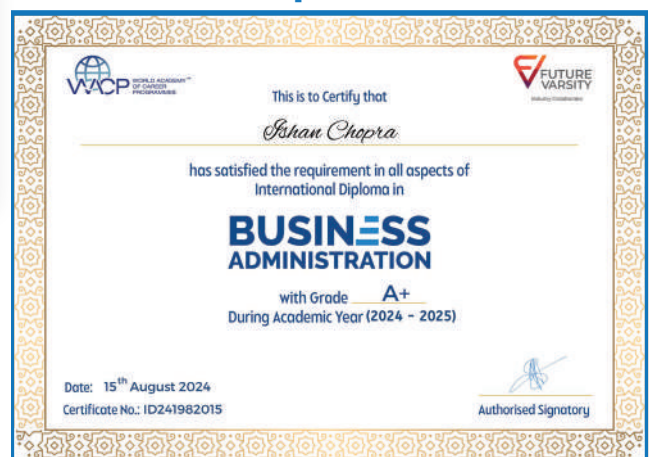 WACP WORLD ACADEMY™
OF CAREER
PROGRAMMES
FUTURE
VARSITY
This is to Certify that
Ishan Chopra
has satisfied the requirement in all aspects of
International Diploma in
BUSINESS
ADMINISTRATION
with Grade A+
During Academic Year (2024 - 2025)
Date: 15th August 2024
Certificate No.: ID241982015
Authorised Signatory